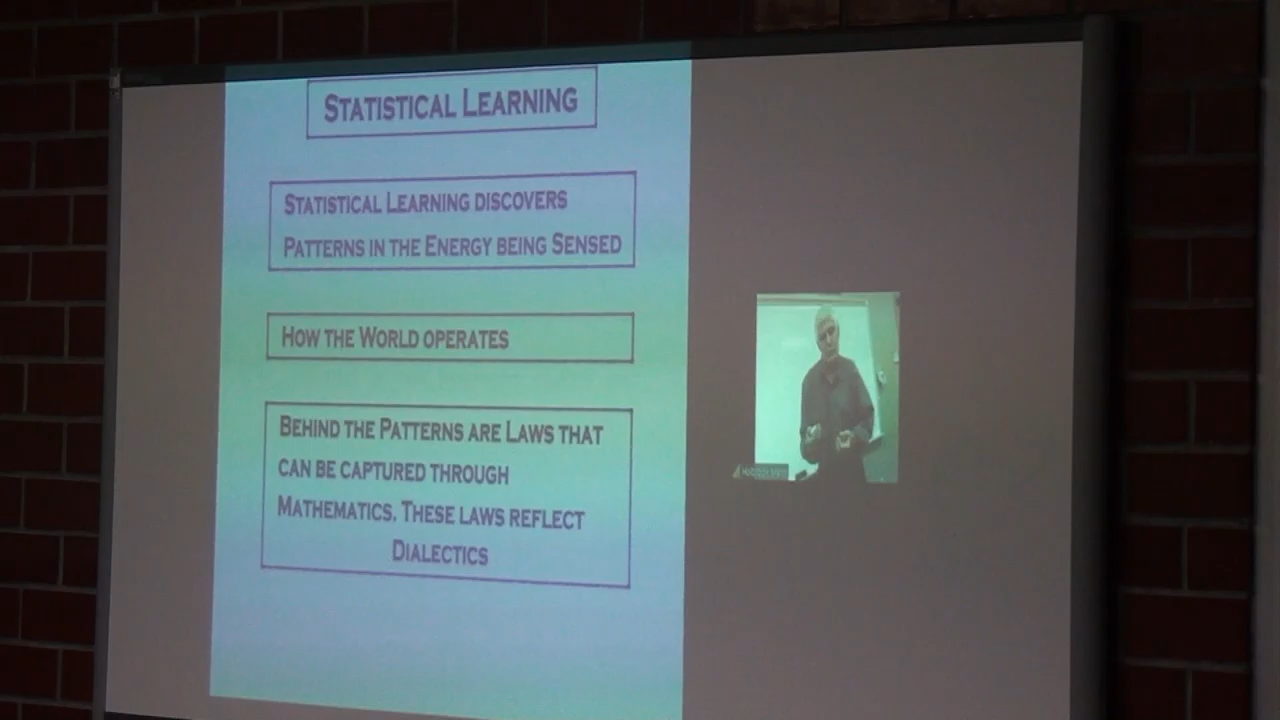 STATISTICAL LEARNING
STATISTICAL LEARNING DISCOVERS
PATTERNS IN THE ENERGY BEING SENSED
HOW THE WORLD OPERATES
BEHIND THE PATTERNS ARE LAWS THAT
CAN BE CAPTURED THROUGH
MATHEMATICS. THESE LAWS REFLECT
DIALECTICS